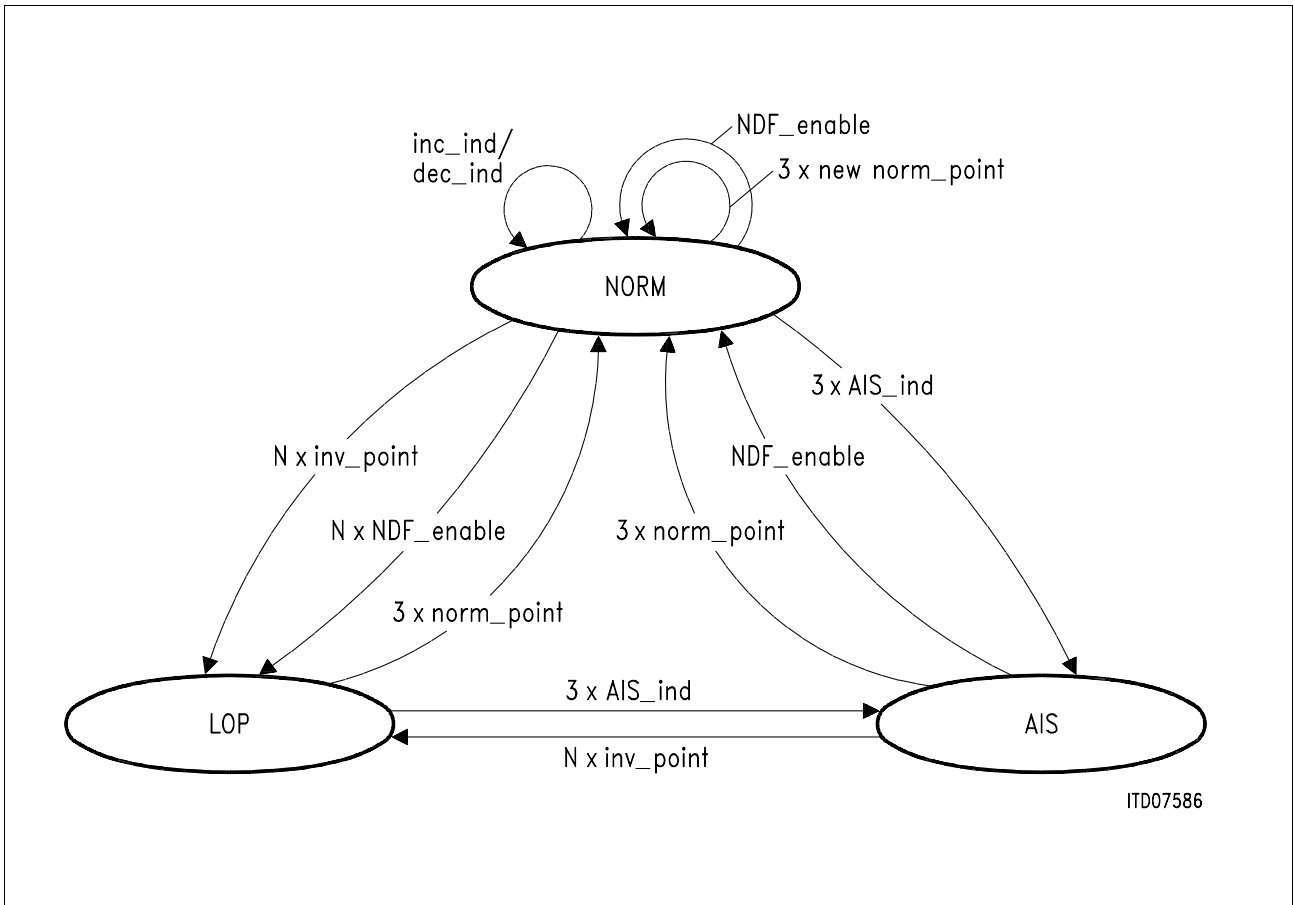 NDF_enable
inc_ind/
dec_ind
3 x new norm_point
NORM
3 x AIS_ind
N x inv_point
NDF_enable
N x NDF_enable
3 x norm_point
3 x norm_point
3 x AIS_ind
LOP
AIS
N x inv_point
ITD07586